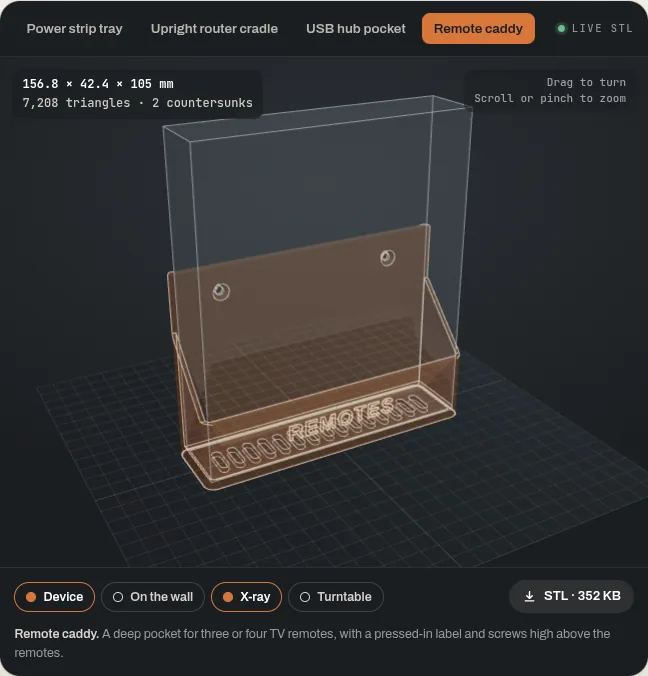 Power strip tray
Upright router cradle
USB hub pocket
Remote caddy
LIVE STL
156.8 × 42.4 × 105 mm
7,208 triangles · 2 countersunks
Drag to turn
Scroll or pinch to zoom
REMOTES
Device
On the wall
X-ray
Turntable
STL · 352 KB
Remote caddy. A deep pocket for three or four TV remotes, with a pressed-in label and screws high above the
remotes.